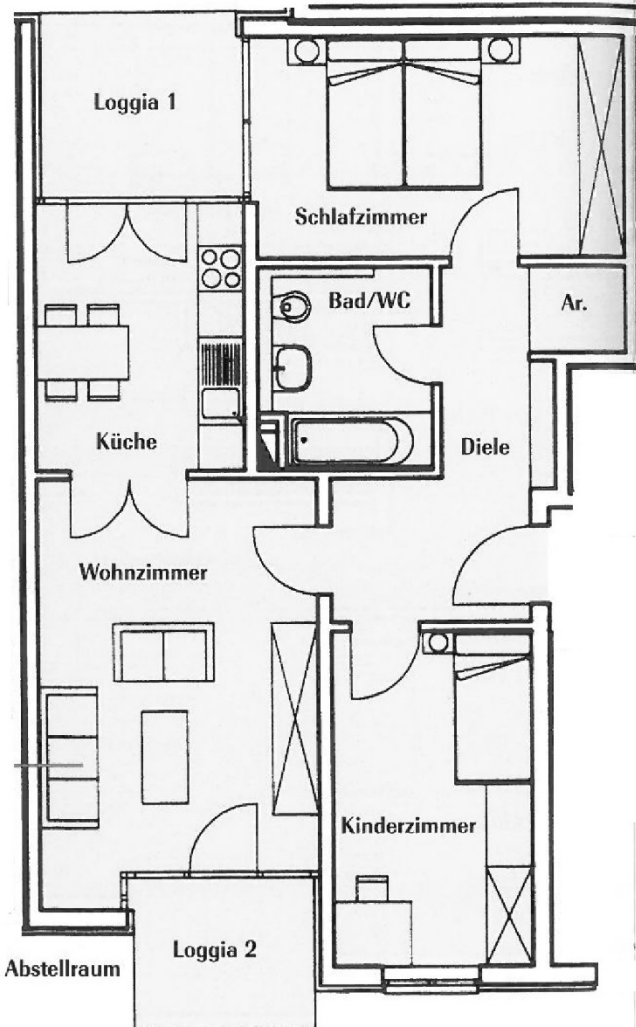 Loggia 1
Schlafzimmer
Bad/WC
Ar.
Küche
Diele
Wohnzimmer
Kinderzimmer
Loggia 2
Abstellraum